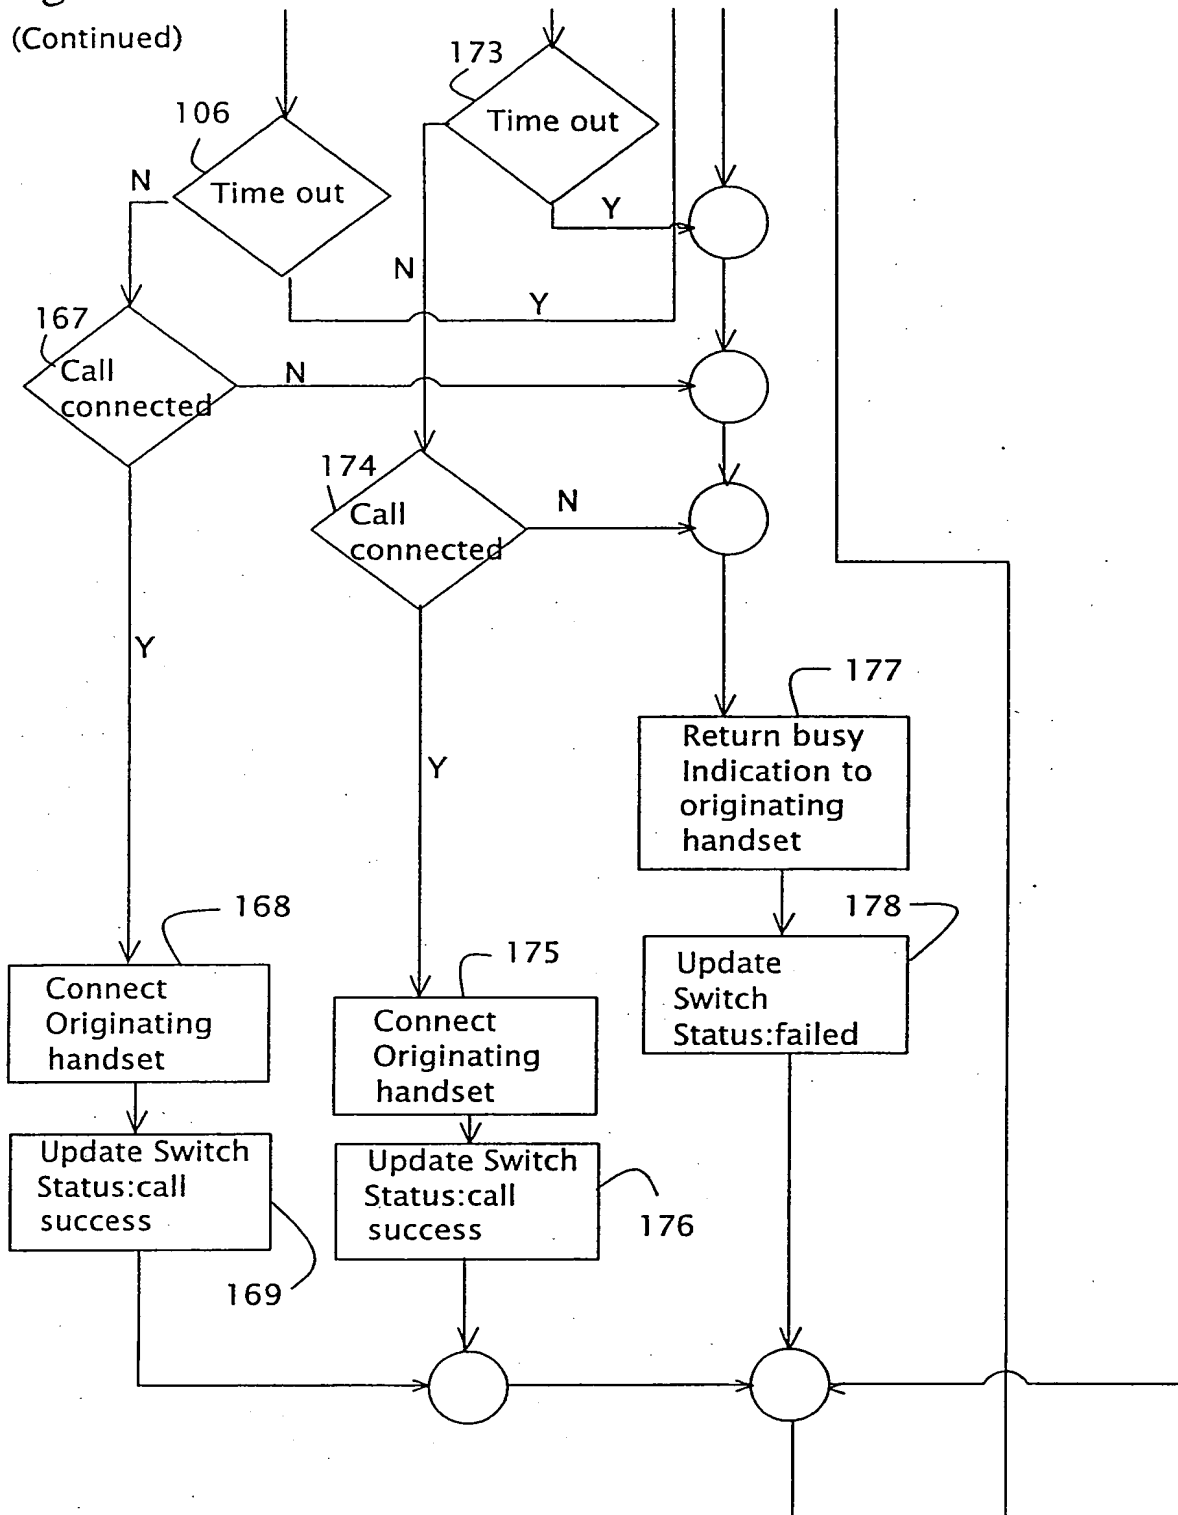 (Continued)
173
Time out
106
Time out
N
Y
N
Y
167
Call
connected
N
174
Call
connected
N
Y
177
Return busy
Indication to
originating
handset
Y
168
178
Connect
Originating
handset
175
Connect
Originating
handset
Update
Switch
Status:failed
Update Switch
Status:call
success
169
Update Switch
Status:call
success
176